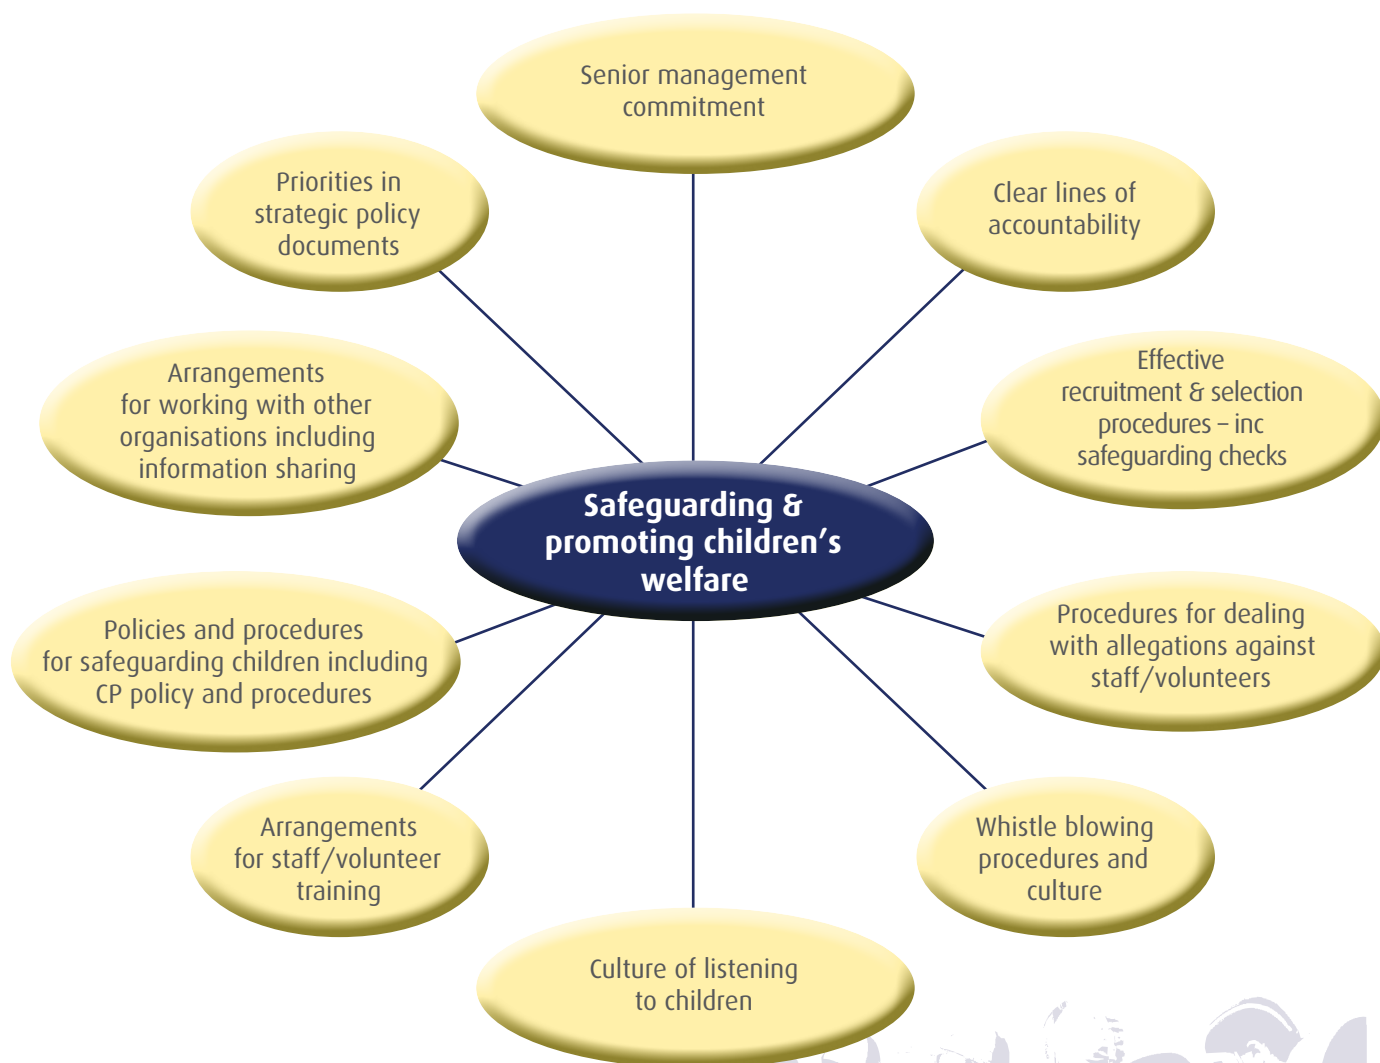 Senior management
commitment
Priorities in
strategic policy
documents
Clear lines of
accountability
Arrangements
for working with other
organisations including
information sharing
Effective
recruitment & selection
procedures – inc
safeguarding checks
Safeguarding &
promoting children’s
welfare
Policies and procedures
for safeguarding children including
CP policy and procedures
Procedures for dealing
with allegations against
staff/volunteers
Arrangements
for staff/volunteer
training
Whistle blowing
procedures and
culture
Culture of listening
to children